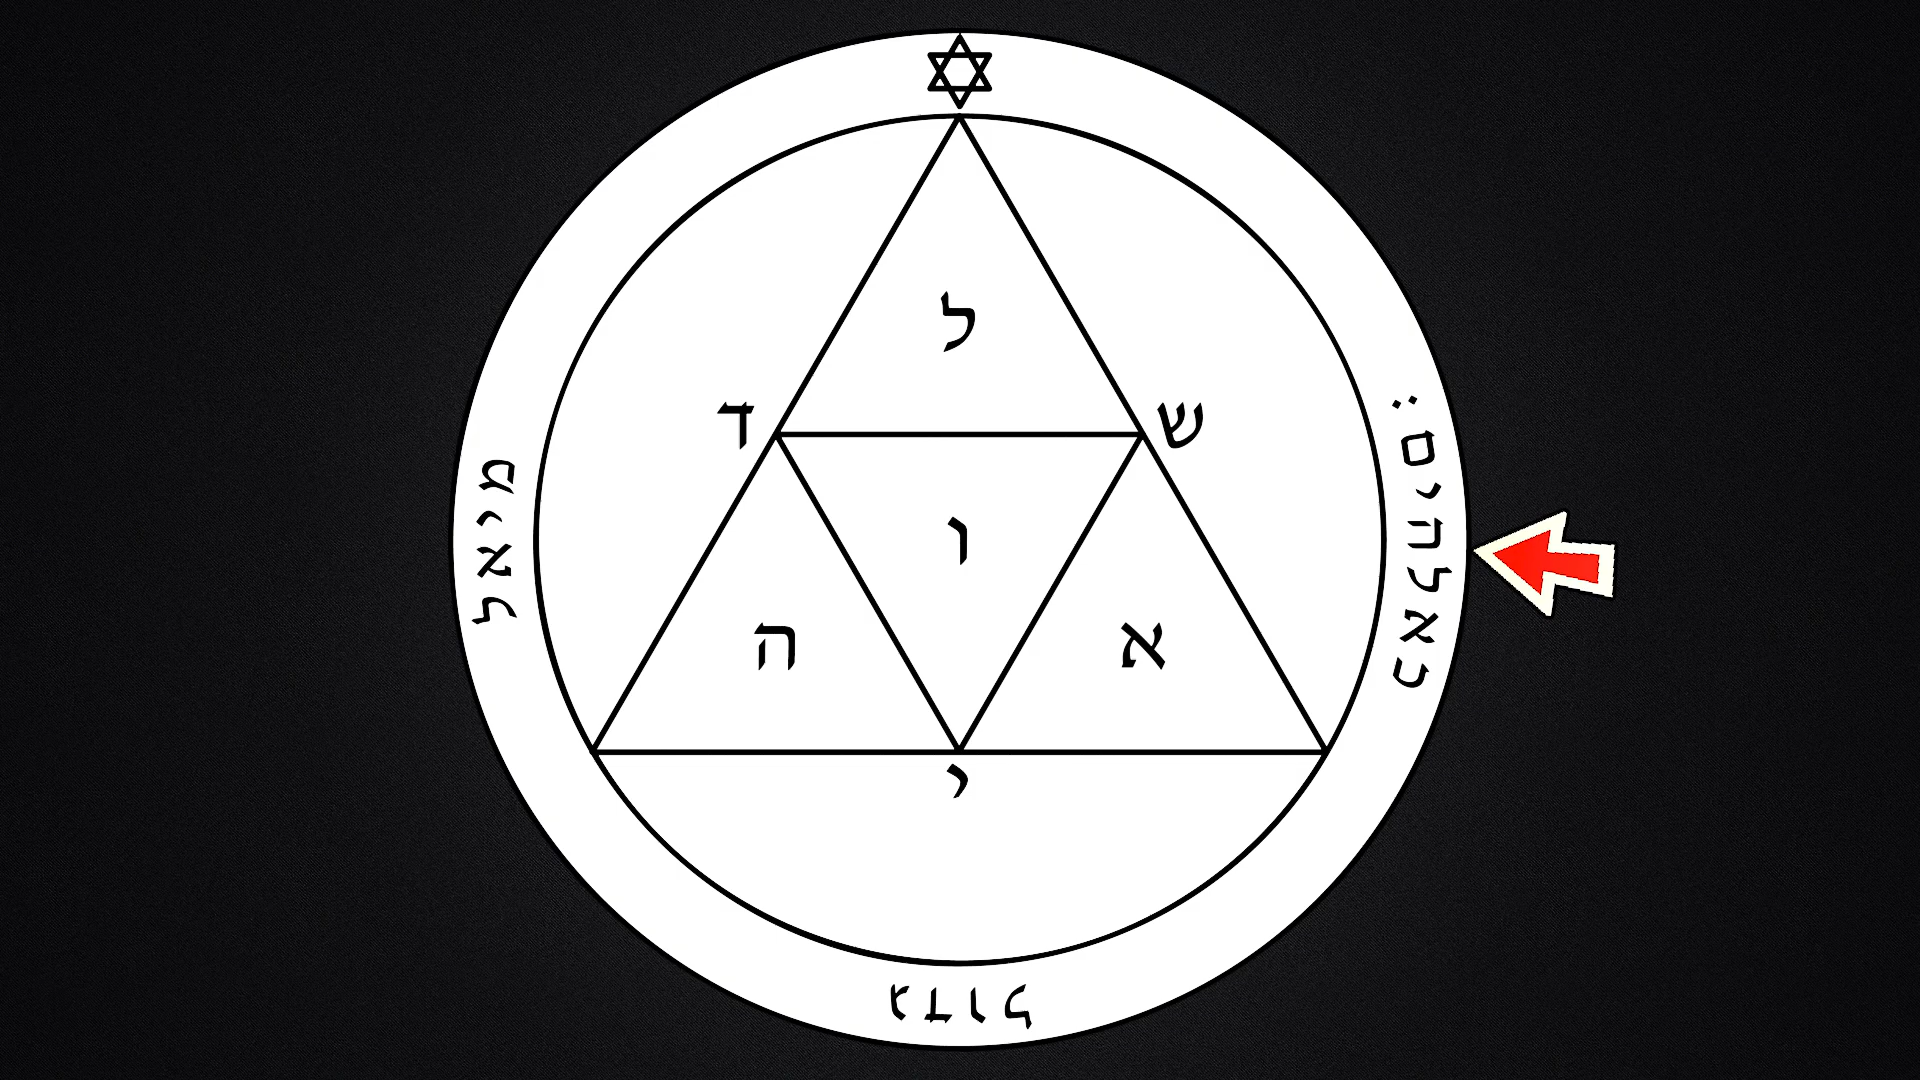 מיאל
גדול
כאלהים:
ל
ש ד
ו
א ה
י